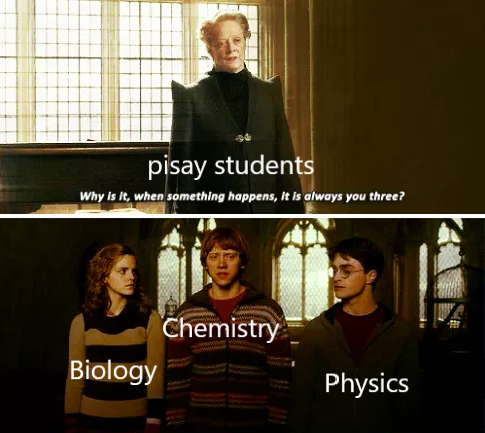 pisay students
Why is it, when something happens, it is always you three?
Chemistry
Biology
Physics